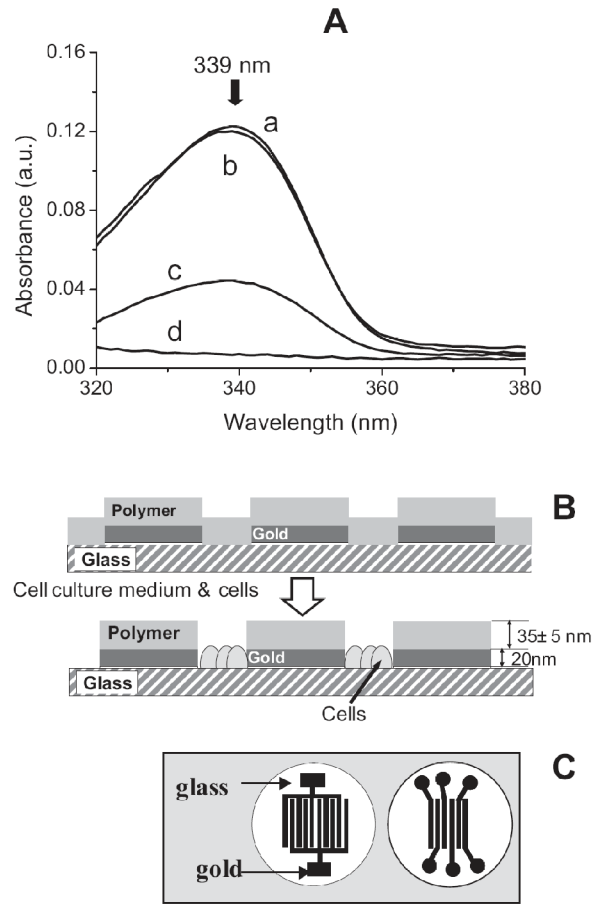 A
0.16
339 nm
a
0.12
b
Absorbance (a.u.)
0.08
c
0.04
d
0.00
320
340
360
380
Wavelength (nm)
B
Polymer
Gold
Glass
Cell culture medium & cells
Polymer
35± 5 nm
Gold
20nm
Glass
Cells
C
glass
gold